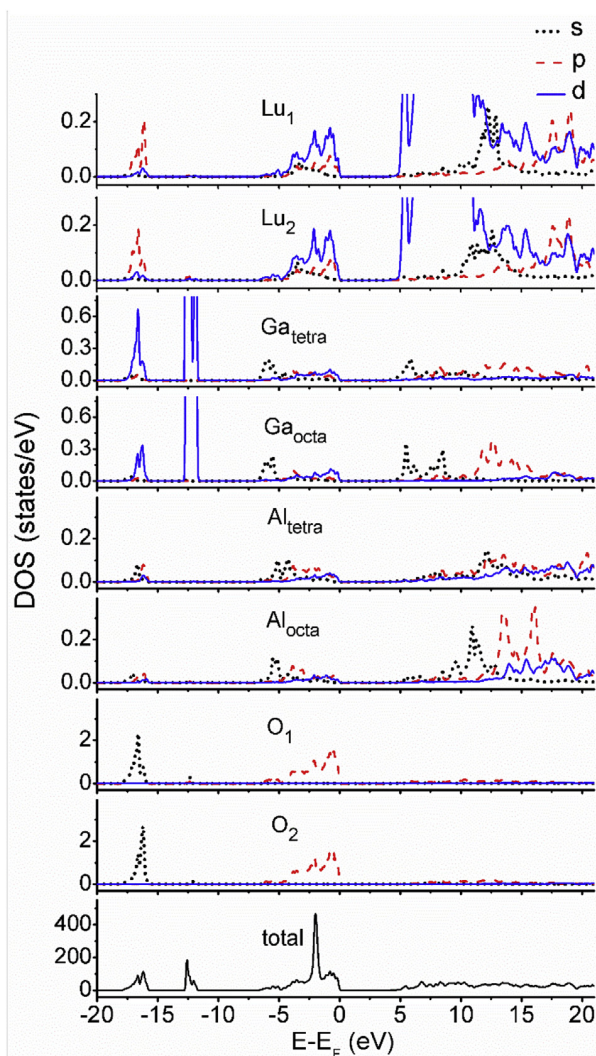 s
p
d
Lu1
0.2
0.0
Lu2
0.2
0.0
Gatetra
0.6
0.3
0.0
Gaocta
0.6
0.3
0.0
Altetra
0.2
0.0
Alocta
0.2
0.0
O1
2
0
O2
2
0
total
400
200
0
DOS (states/eV)
-20 -15 -10 -5 0 5 10 15 20
E-EF (eV)